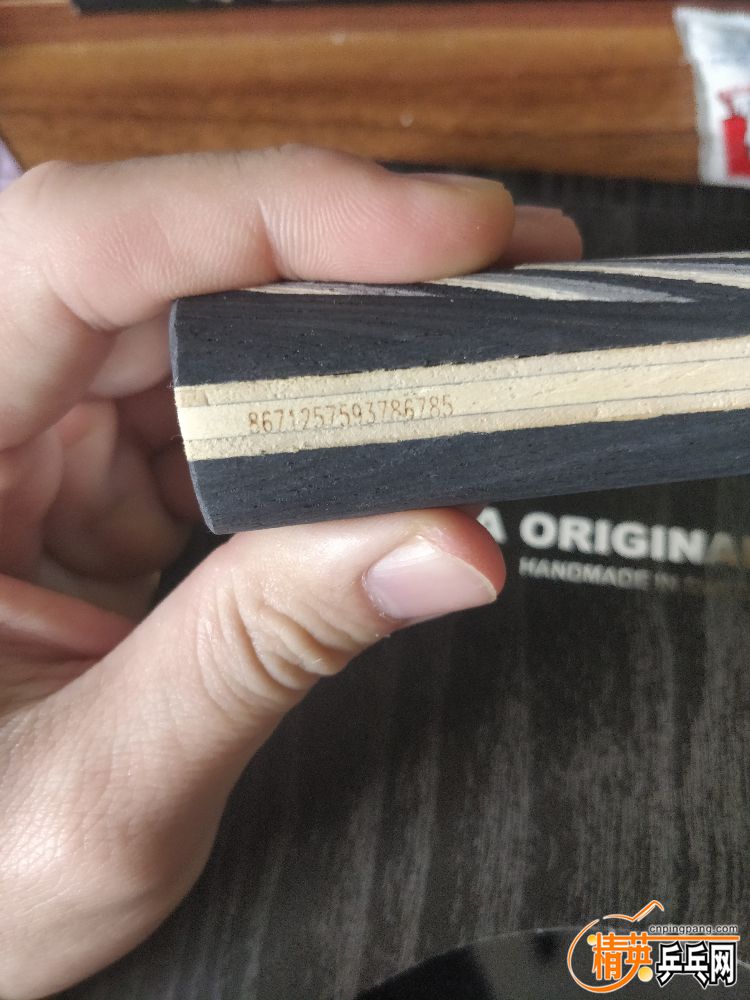 8671257593786785
A ORIGINA
HANDMADE IN
cnpingpang.com
精英乒乓网